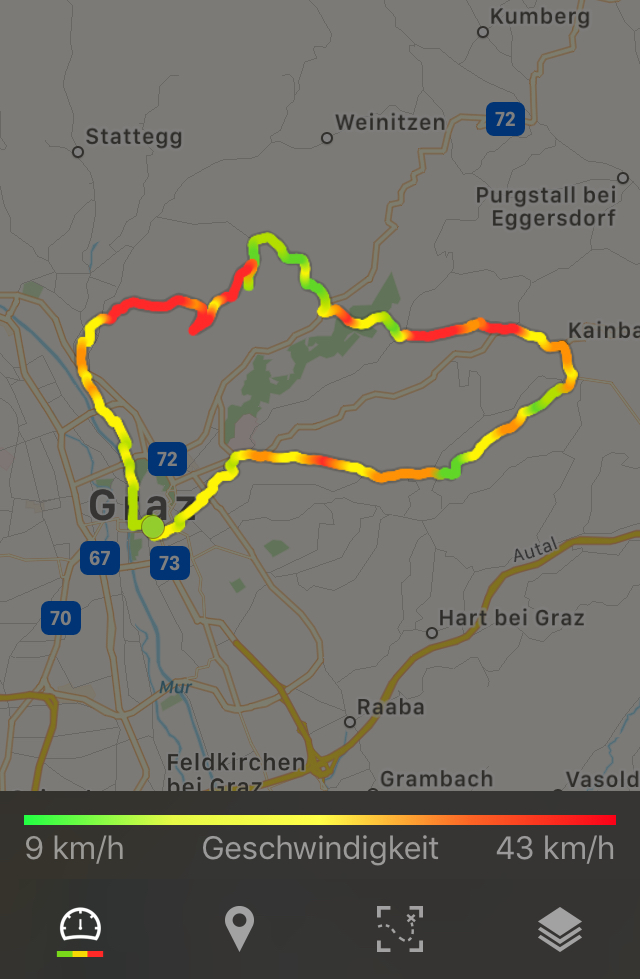 Kumberg
72
Weinitzen
Stattegg
Purgstall bei
Eggersdorf
Kainba
72
Graz
67
73
Autal
70
Hart bei Graz
Mur
Raaba
Feldkirchen
bei Graz
Grambach
Vasold
9 km/h
Geschwindigkeit
43 km/h